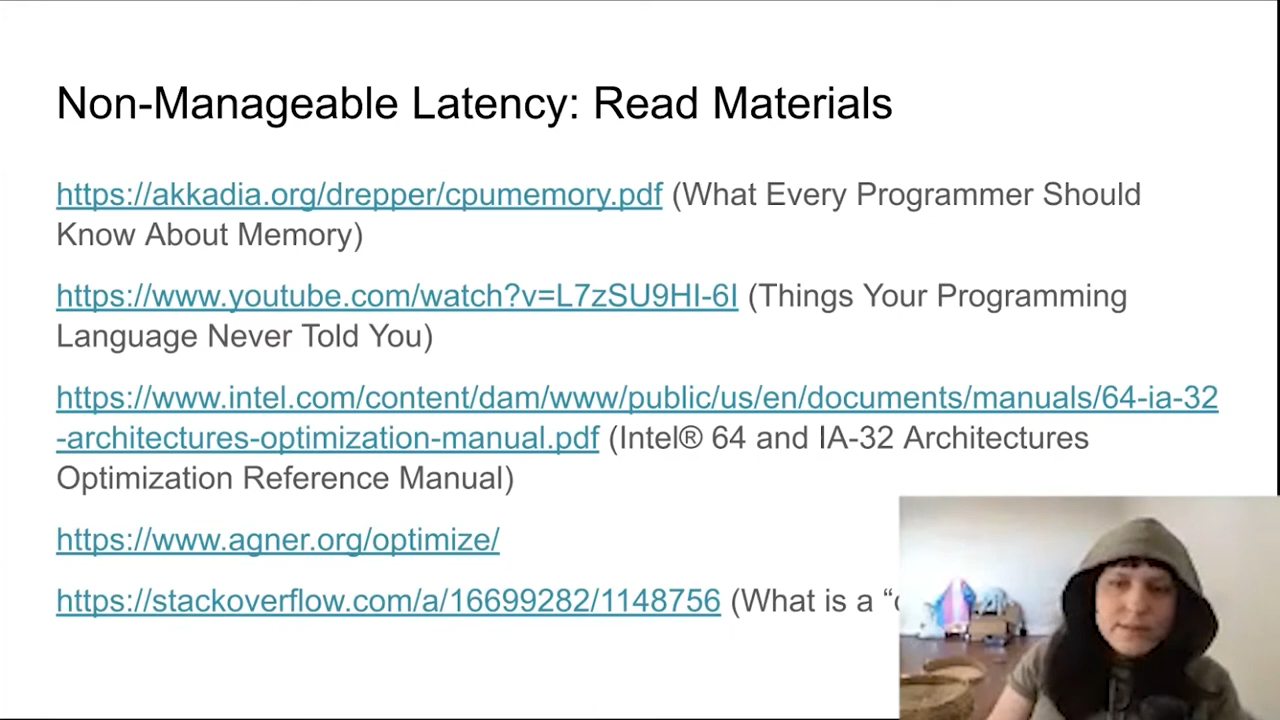 Non-Manageable Latency: Read Materials
https://akkadia.org/drepper/cpumemory.pdf (What Every Programmer Should
Know About Memory)
https://www.youtube.com/watch?v=L7zSU9HI-6I (Things Your Programming
Language Never Told You)
https://www.intel.com/content/dam/www/public/us/en/documents/manuals/64-ia-32
-architectures-optimization-manual.pdf (Intel® 64 and IA-32 Architectures
Optimization Reference Manual)
https://www.agner.org/optimize/
https://stackoverflow.com/a/16699282/1148756 (What is a “